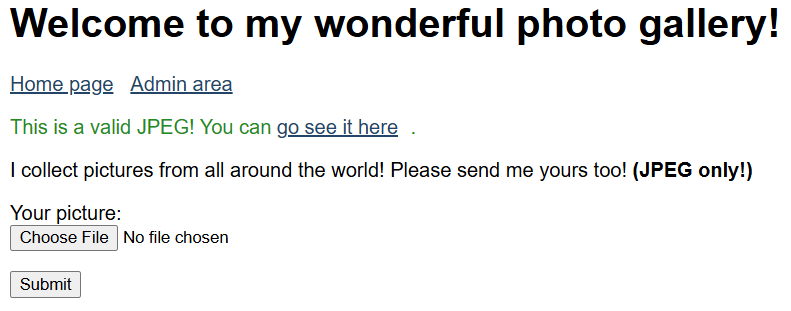 Welcome to my wonderful photo gallery!
Home page Admin area
This is a valid JPEG! You can go see it here .
I collect pictures from all around the world! Please send me yours too! (JPEG only!)
Your picture:
Choose File No file chosen
Submit